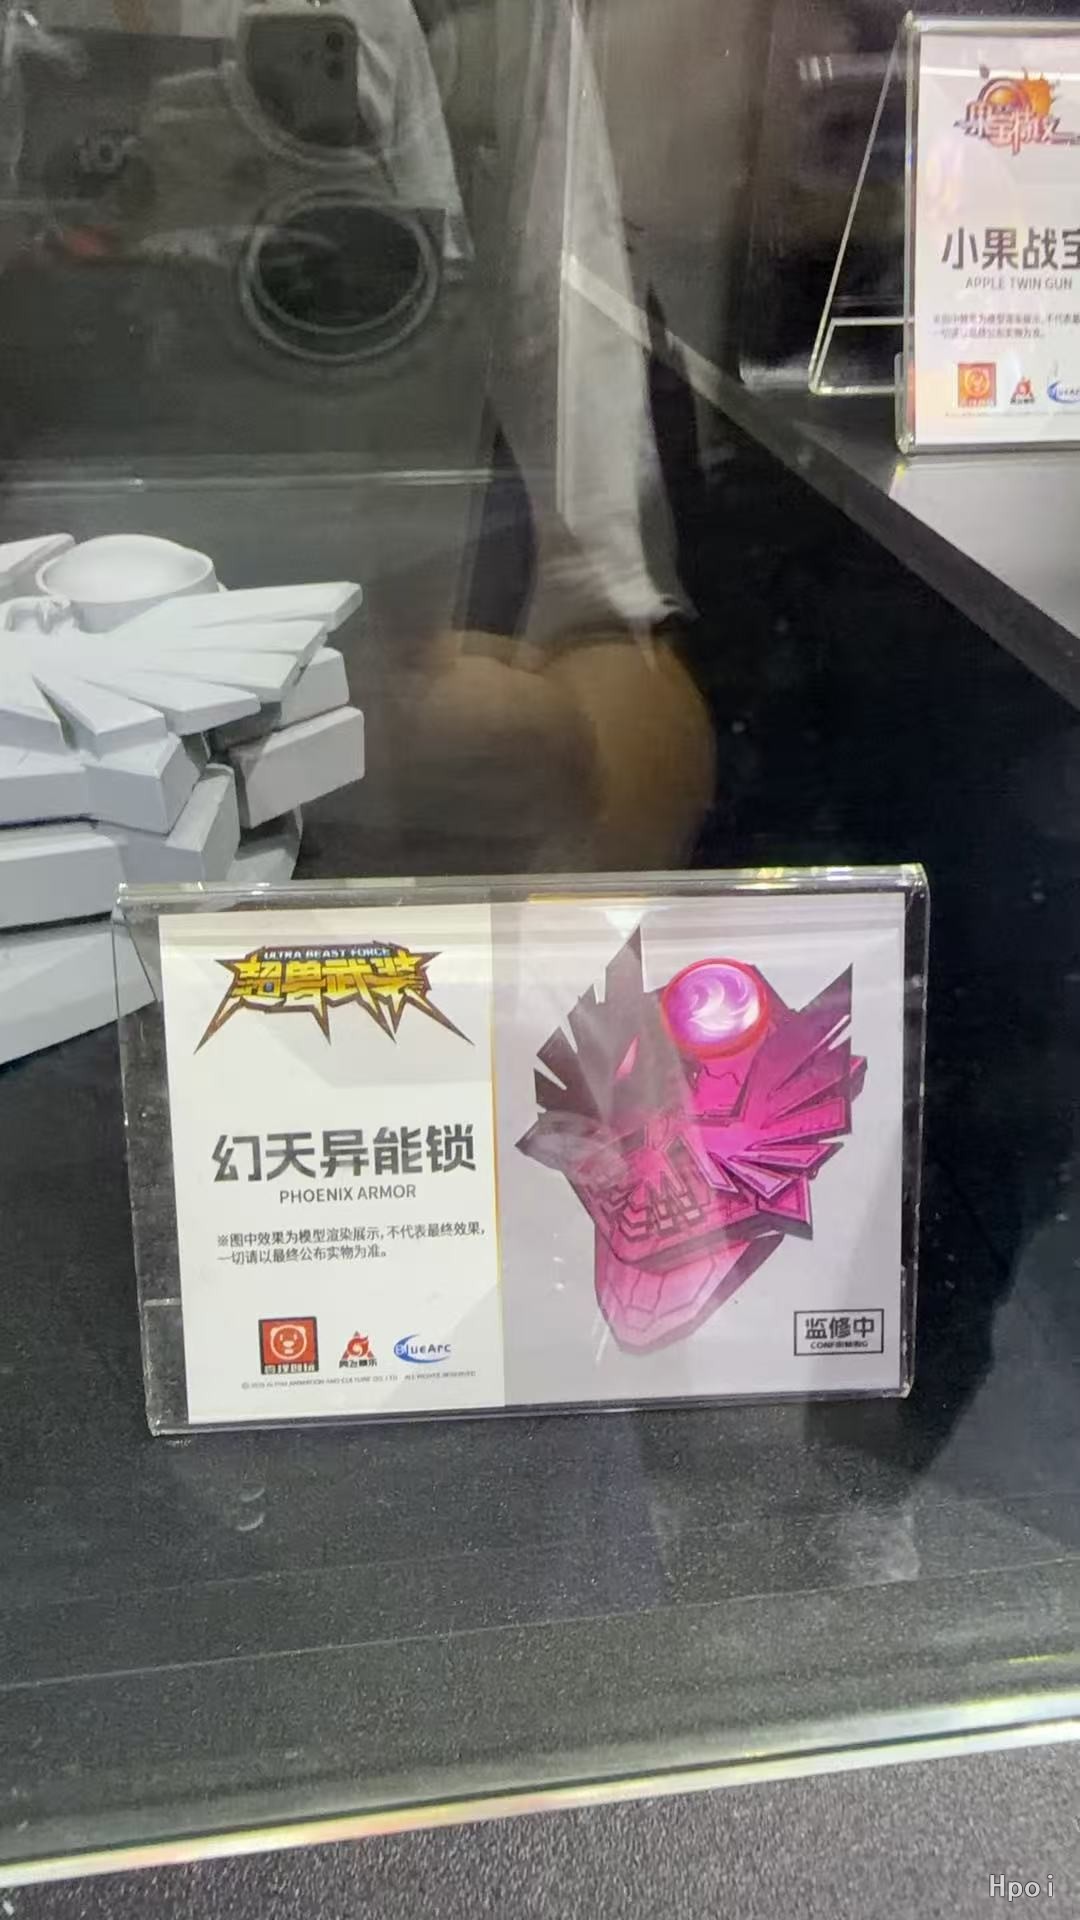 小果战宝
APPLE TWIN GUN
ULTRA BEAST FORCE
超兽武装
幻天异能锁
PHOENIX ARMOR
※图中效果为模型渲染展示,不代表最终效果,
一切请以最终公布实物为准。
BlueArc
监修中
CONFIRMING
Hpoi